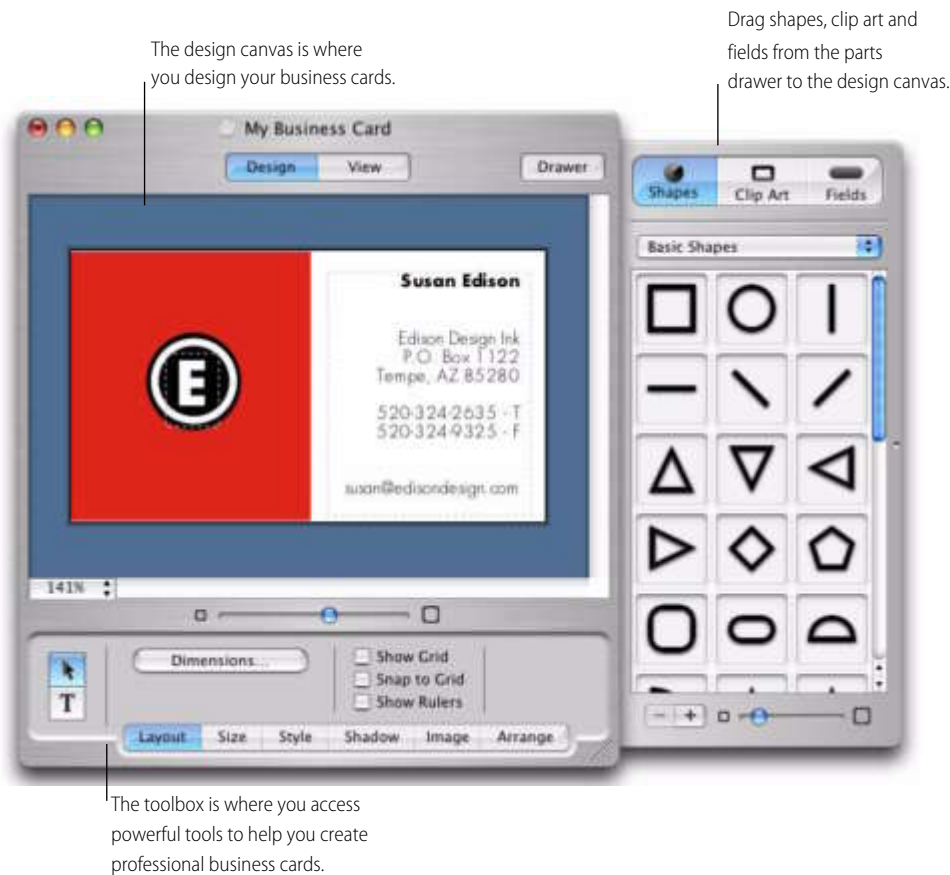 Drag shapes, clip art and
fields from the parts
drawer to the design canvas.
The design canvas is where
you design your business cards.
My Business Card
Design View Drawer
Shapes Clip Art Fields
Basic Shapes
Susan Edison
E
Edison Design Ink
P.O. Box 1122
Tempe, AZ 85280
520-324-2635 - T
520-324-9325 - F
susan@edisondesign.com
141%
Dimensions...
Show Grid
Snap to Grid
Show Rulers
T
Layout Size Style Shadow Image Arrange
The toolbox is where you access
powerful tools to help you create
professional business cards.